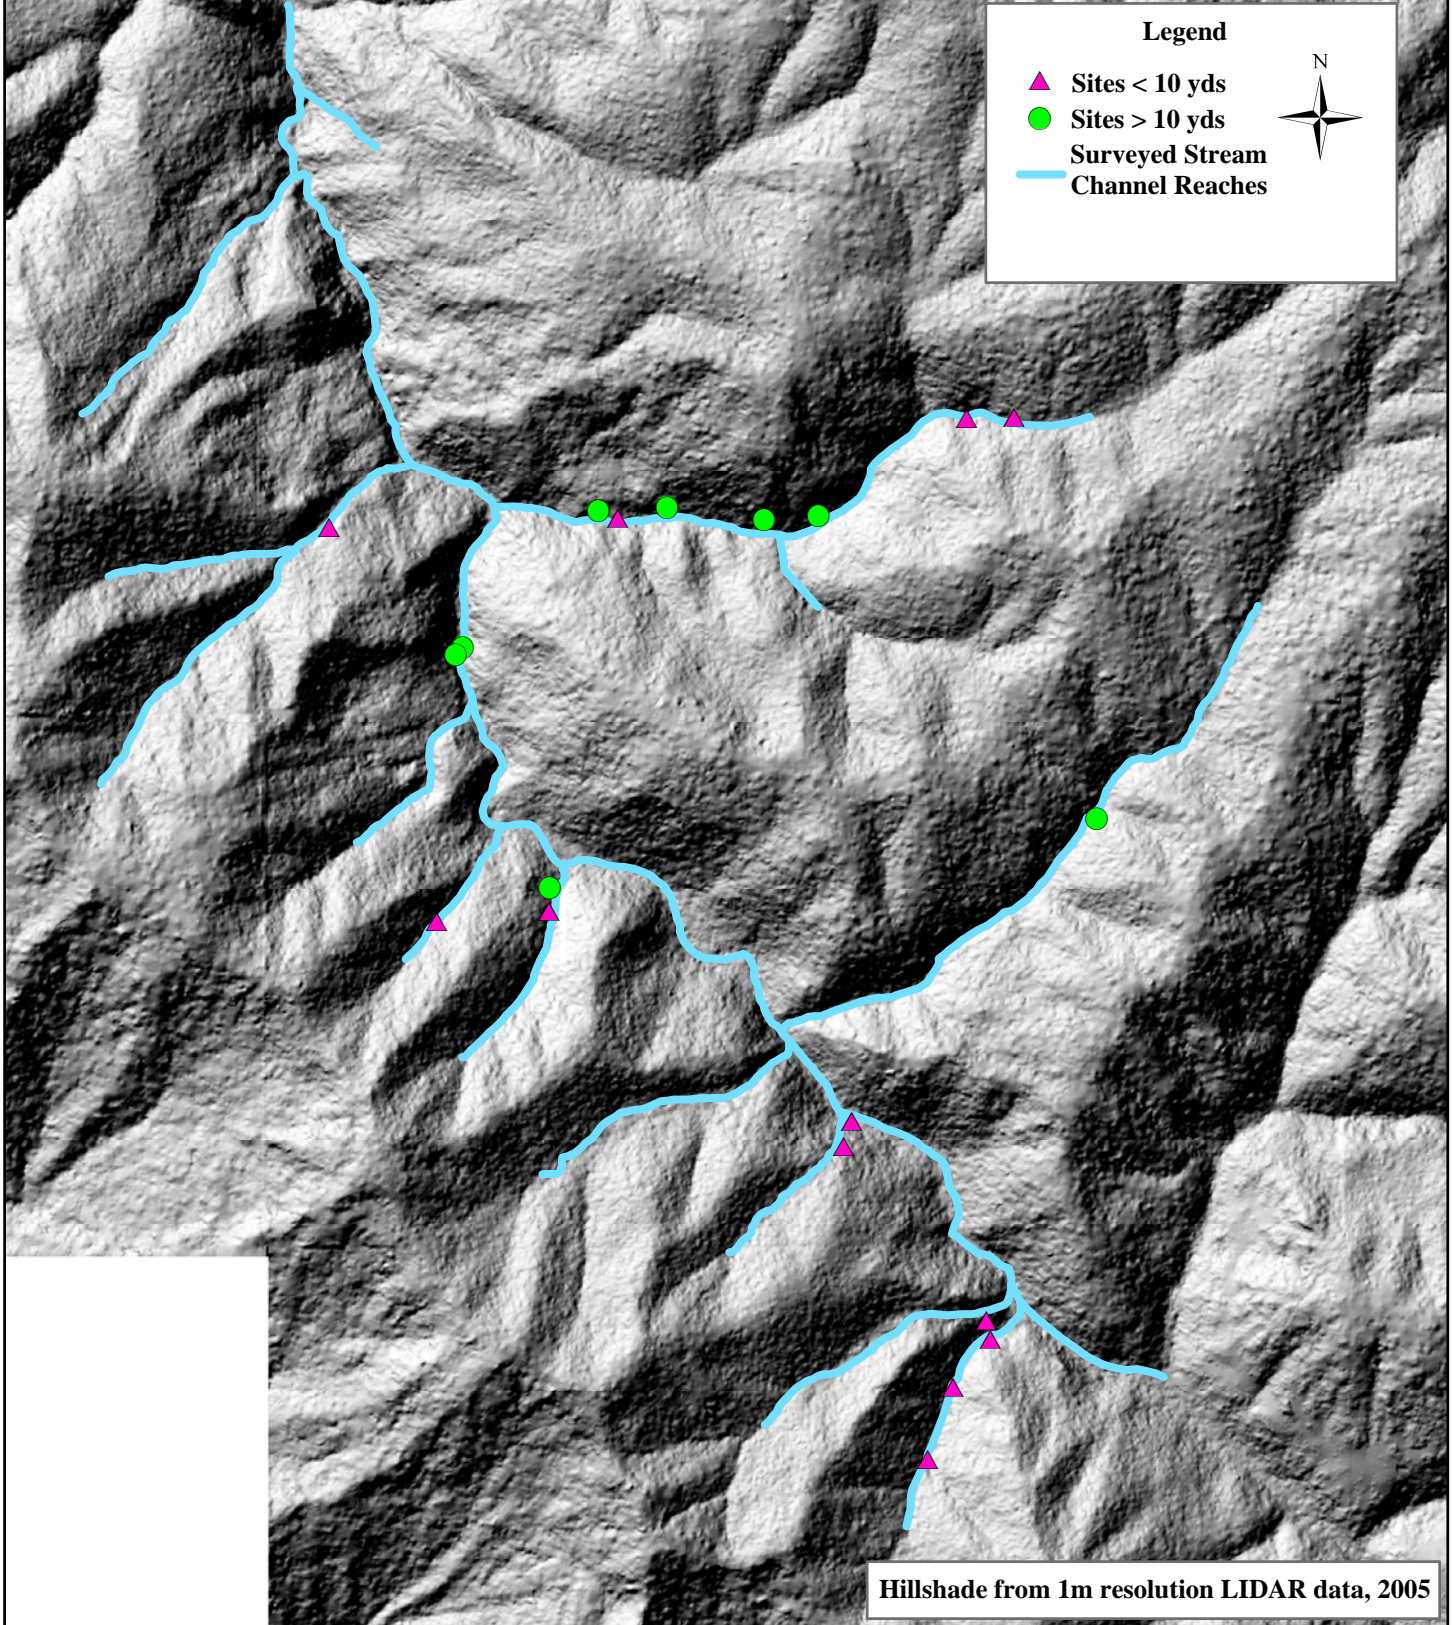 Legend
N
Sites < 10 yds
Sites > 10 yds
Surveyed Stream
Channel Reaches
Hillshade from 1m resolution LIDAR data, 2005